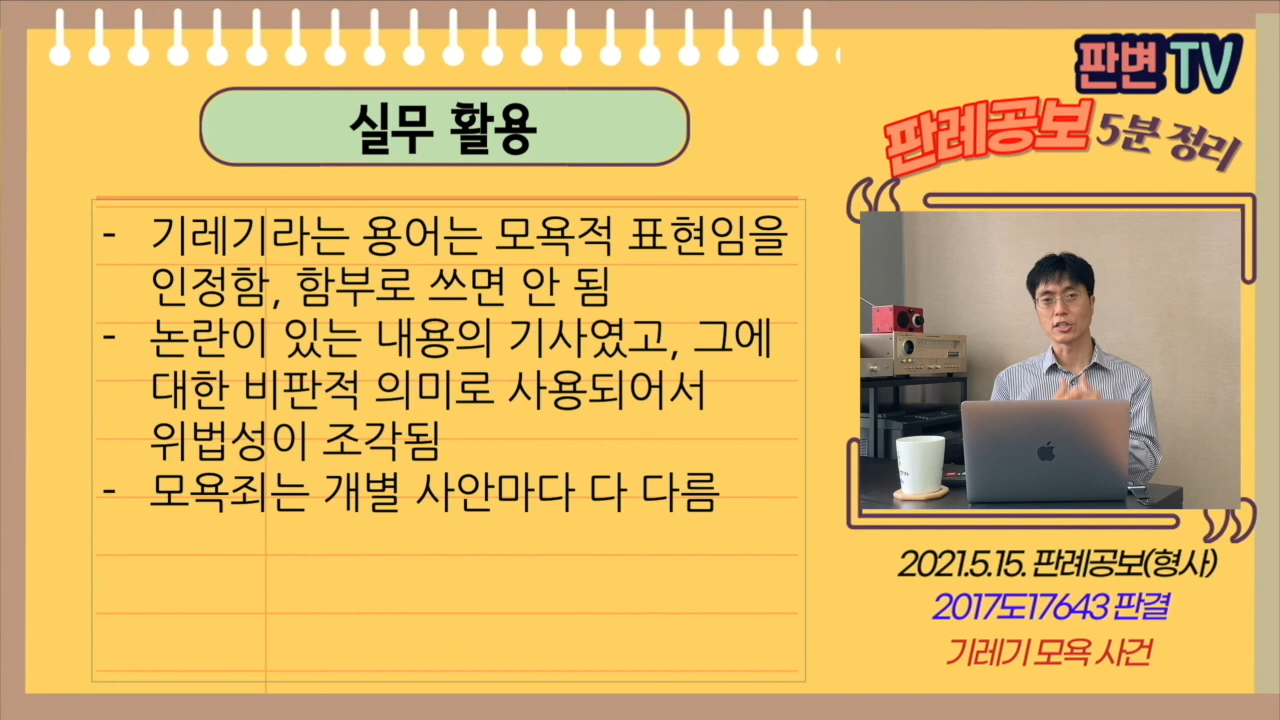 판변 TV
판례공보 5분 정리
실무 활용
- 기레기라는 용어는 모욕적 표현임을
인정함, 함부로 쓰면 안 됨
- 논란이 있는 내용의 기사였고, 그에
대한 비판적 의미로 사용되어서
위법성이 조각됨
- 모욕죄는 개별 사안마다 다 다름
2021.5.15. 판례공보(형사)
2017도17643 판결
기레기 모욕 사건